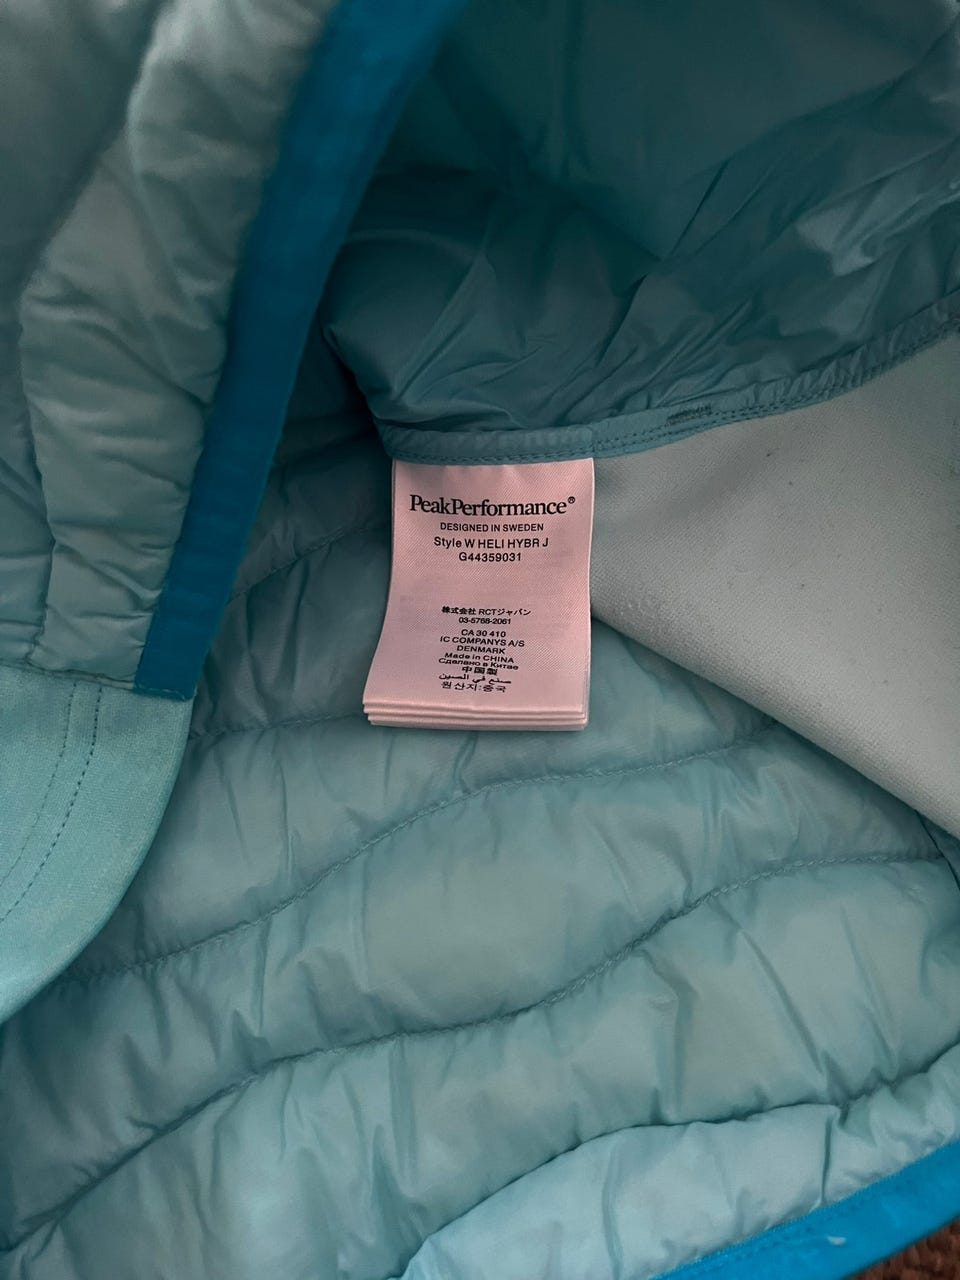 PeakPerformance®
DESIGNED IN SWEDEN
Style W HELI HYBR J
G44359031
株式会社 RCTジャパン
03-5768-2061
CA 30 410
IC COMPANYS A/S
DENMARK
Made in CHINA
Сделано в Китае
中国製
صنع في الصين
원산지:중국